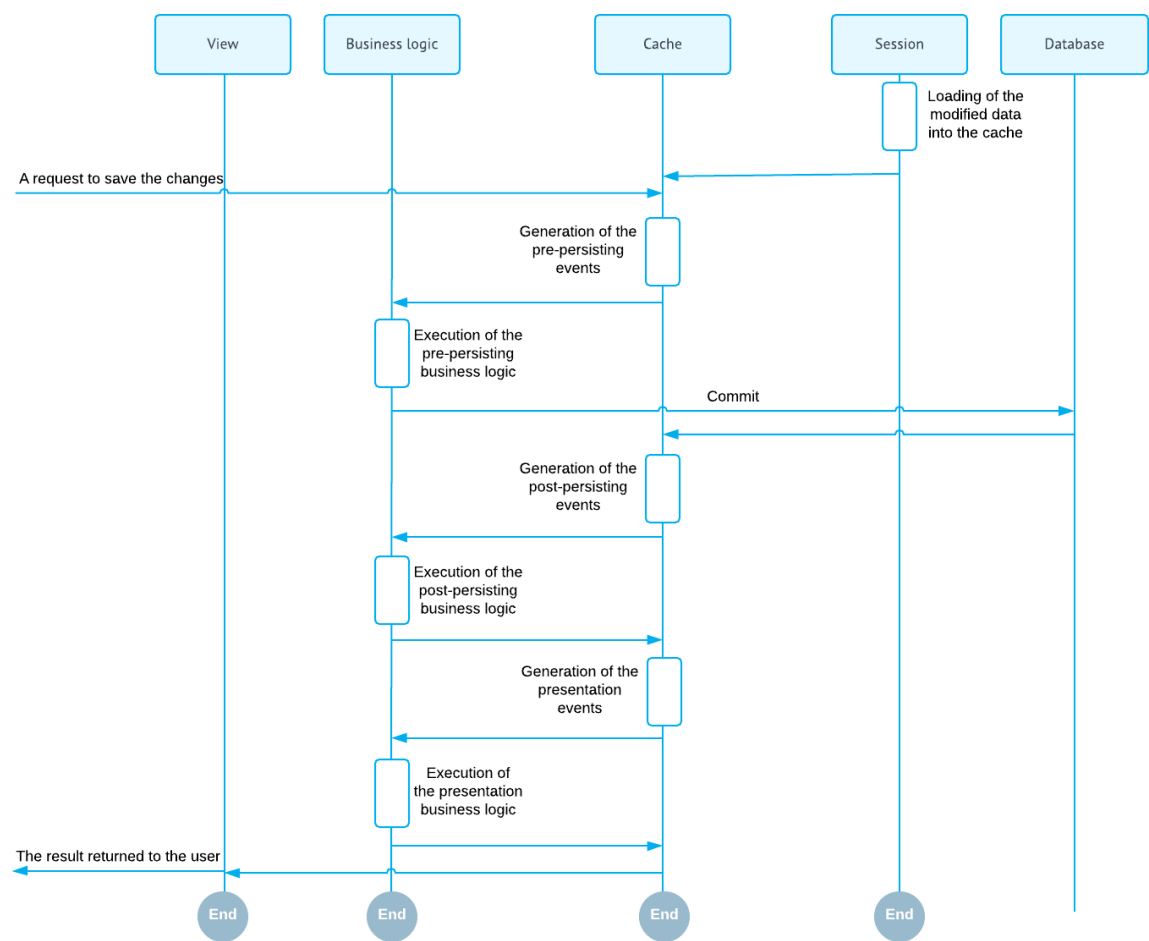 View
Business logic
Cache
Session
Database
Loading of the
modified data
into the cache
A request to save the changes
Generation of the
pre-persisting
events
Execution of the
pre-persisting
business logic
Commit
Generation of the
post-persisting
events
Execution of the
post-persisting
business logic
Generation of the
presentation
events
Execution of
the presentation
business logic
The result returned to the user
End
End
End
End